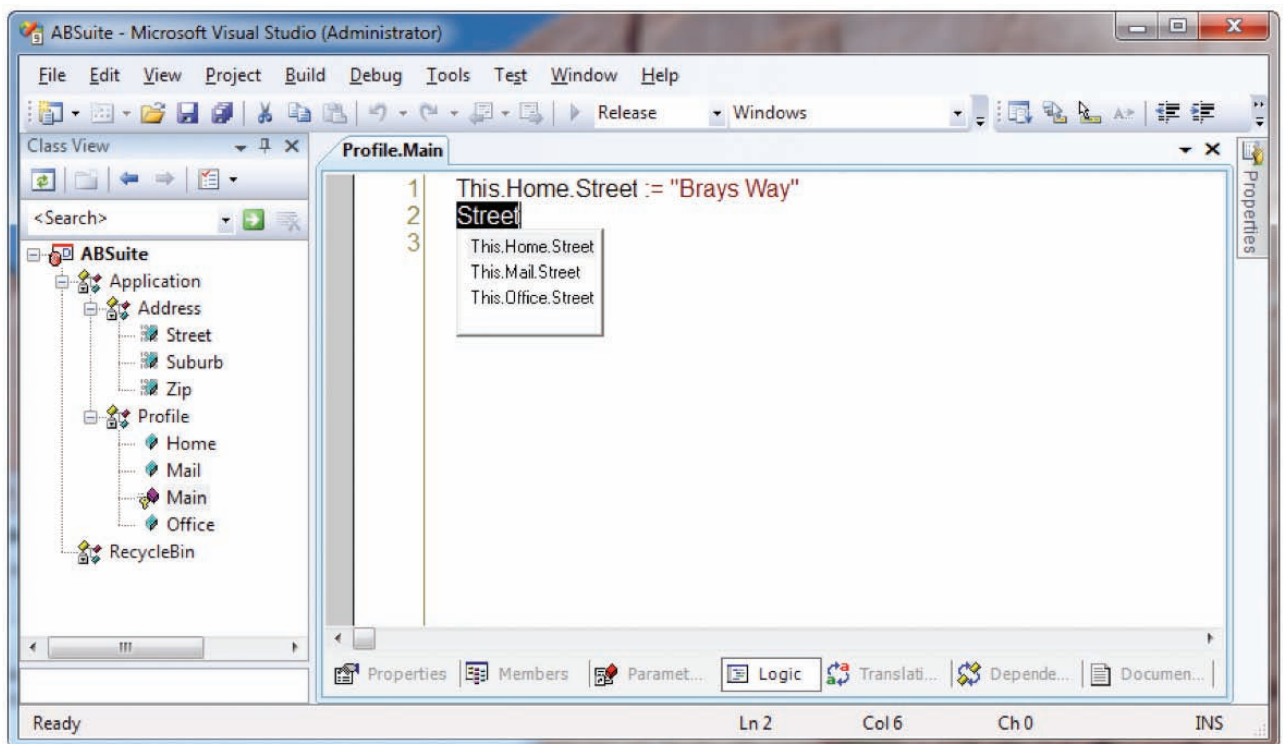 ABSuite - Microsoft Visual Studio (Administrator)
File Edit View Project Build Debug Tools Test Window Help
Release Windows
Class View
<Search>
ABSuite
Application
Address
Street
Suburb
Zip
Profile
Home
Mail
Main
Office
RecycleBin
Profile.Main
1 This.Home.Street := "Brays Way"
2 Street
3
This.Home.Street
This.Mail.Street
This.Office.Street
Properties
Properties Members Paramet... Logic Translati... Depende... Documen...
Ready Ln 2 Col 6 Ch 0 INS